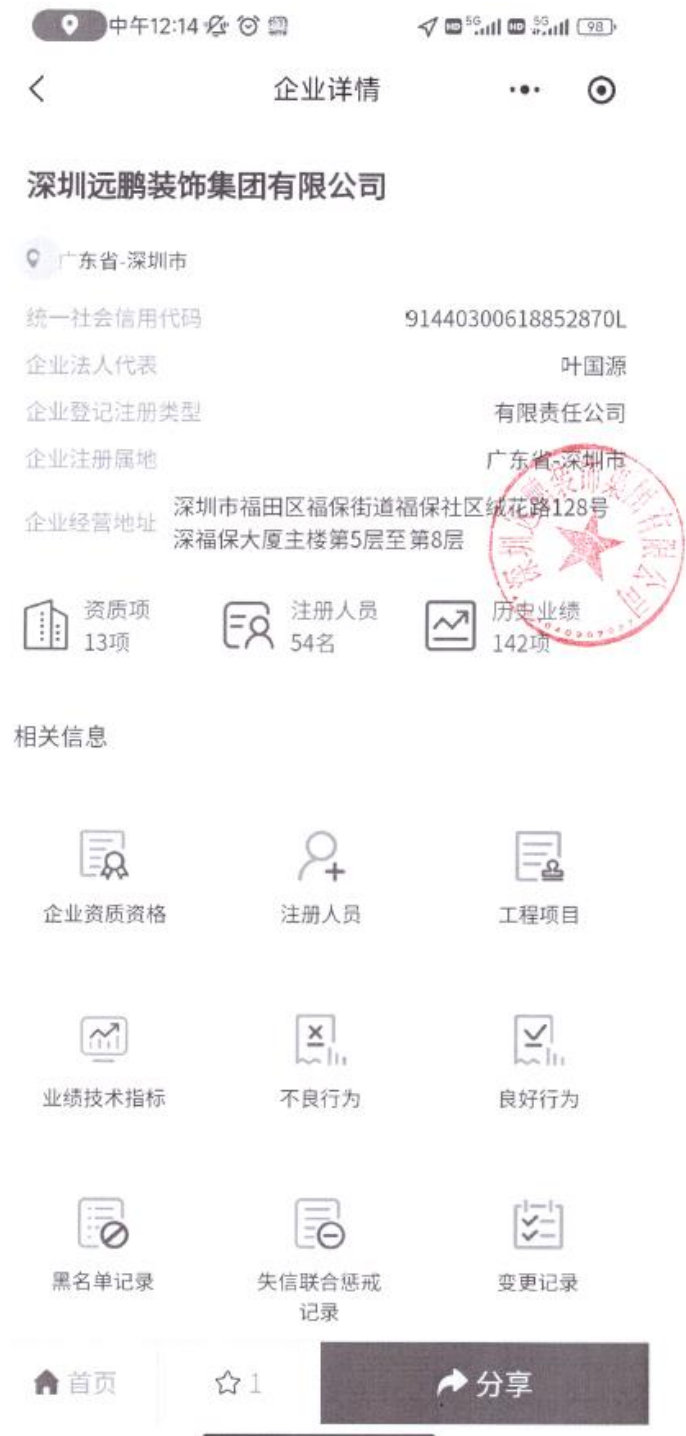 中午12:14
HD 5G HD 5G 98
企业详情
深圳远鹏装饰集团有限公司
广东省-深圳市
统一社会信用代码 91440300618852870L
企业法人代表 叶国源
企业登记注册类型 有限责任公司
企业注册属地 广东省-深圳市
企业经营地址 深圳市福田区福保街道福保社区绒花路128号
深福保大厦主楼第5层至第8层
资质项 注册人员 历史业绩
13项 54名 142项
相关信息
企业资质资格 注册人员 工程项目
业绩技术指标 不良行为 良好行为
黑名单记录 失信联合惩戒 变更记录
记录
首页 1 分享